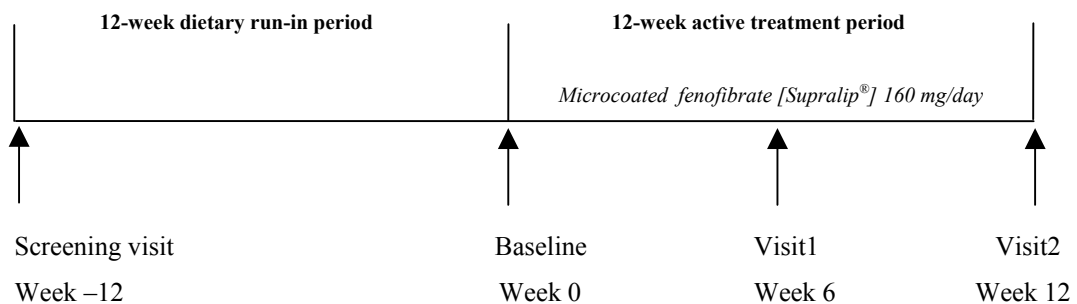 12-week dietary run-in period 12-week active treatment period
Microcoated fenofibrate [Supralip®] 160 mg/day
Screening visit Baseline Visit1 Visit2
Week –12 Week 0 Week 6 Week 12